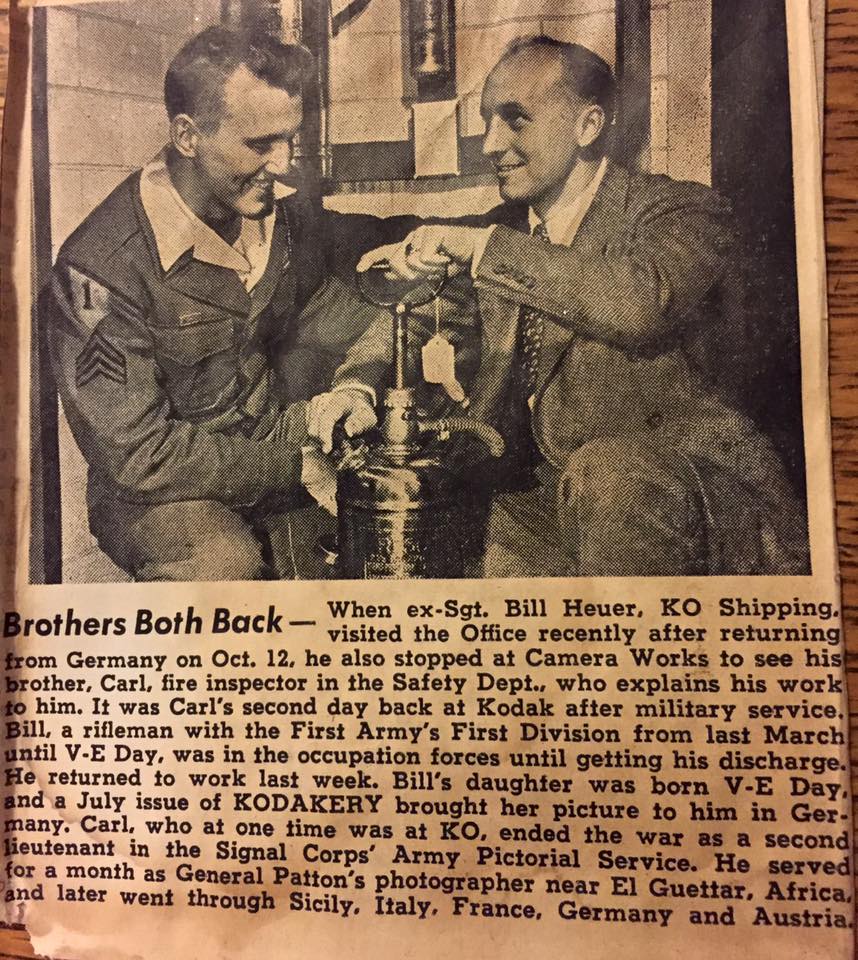 1
Brothers Both Back — When ex-Sgt. Bill Heuer, KO Shipping,
visited the Office recently after returning
from Germany on Oct. 12, he also stopped at Camera Works to see his
brother, Carl, fire inspector in the Safety Dept., who explains his work
to him. It was Carl's second day back at Kodak after military service.
Bill, a rifleman with the First Army's First Division from last March
until V-E Day, was in the occupation forces until getting his discharge.
He returned to work last week. Bill's daughter was born V-E Day,
and a July issue of KODAKERY brought her picture to him in Ger-
many. Carl, who at one time was at KO, ended the war as a second
lieutenant in the Signal Corps' Army Pictorial Service. He served
for a month as General Patton's photographer near El Guettar, Africa,
and later went through Sicily, Italy, France, Germany and Austria.